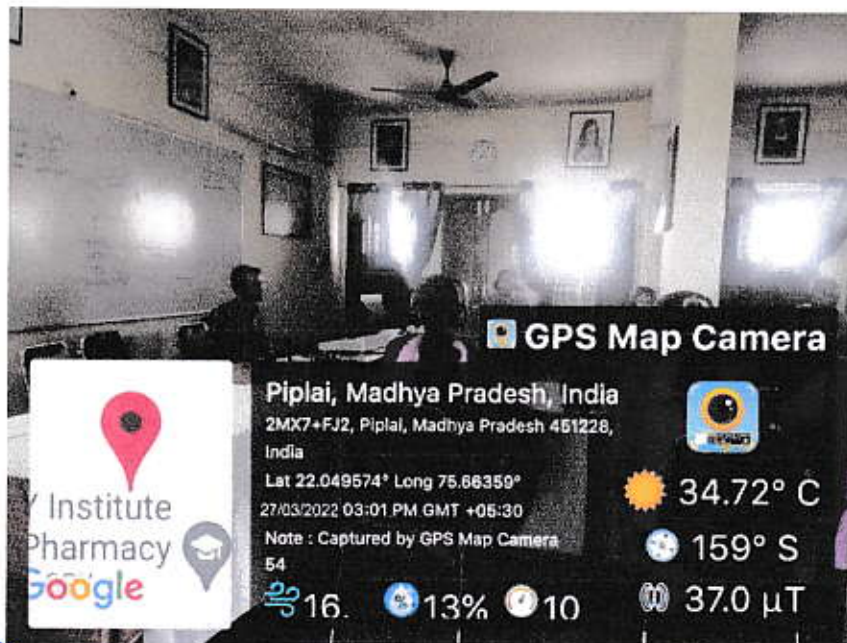 GPS Map Camera
Piplai, Madhya Pradesh, India
2MX7+FJ2, Piplai, Madhya Pradesh 451228,
India
Lat 22.049574° Long 75.66359°
27/03/2022 03:01 PM GMT +05:30
Note : Captured by GPS Map Camera
54
Institute
Pharmacy
Google
34.72° C
159° S
16.
13%
10
37.0 µT